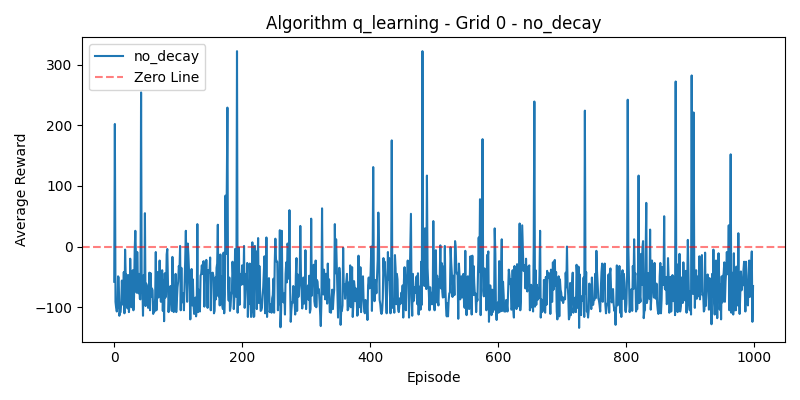 Algorithm q_learning - Grid 0 - no_decay
no_decay
Zero Line
300
200
100
0
−100
Average Reward
0
200
400
600
800
1000
Episode